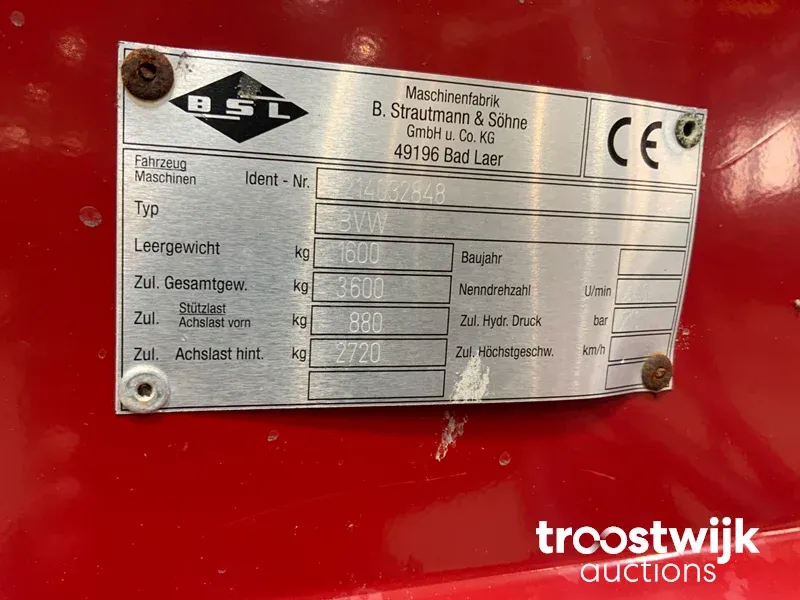 BSL
Maschinenfabrik
B. Strautmann & Söhne
GmbH u. Co. KG
49196 Bad Laer
CE
Fahrzeug
Maschinen
Ident - Nr.
Typ
BVW
Leergewicht kg 1600
Baujahr
Zul. Gesamtgew. kg 3600
Nenndrehzahl U/min
Zul. Stützlast
Achslast vorn kg 880
Zul. Hydr. Druck bar
Zul. Achslast hint. kg 2720
Zul. Höchstgeschw. km/h
troostwijk
auctions